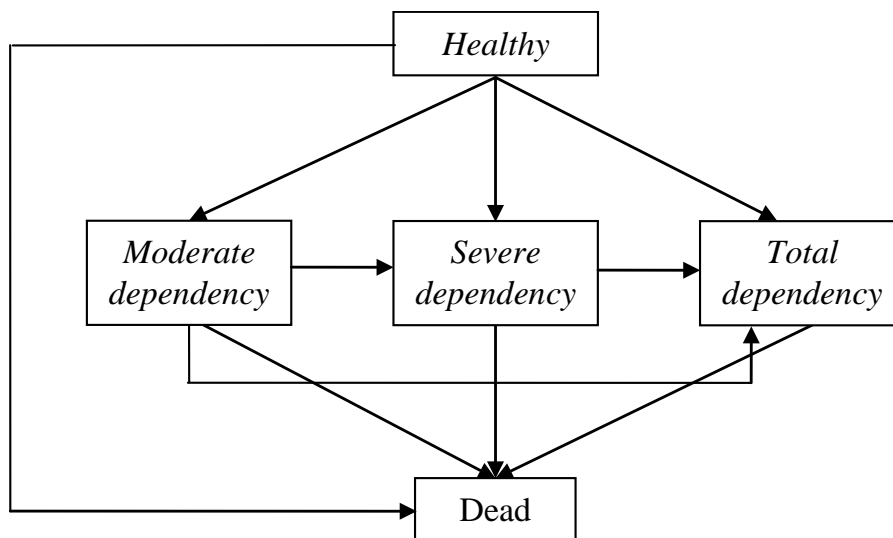 Healthy
Moderate
dependency
Severe
dependency
Total
dependency
Dead